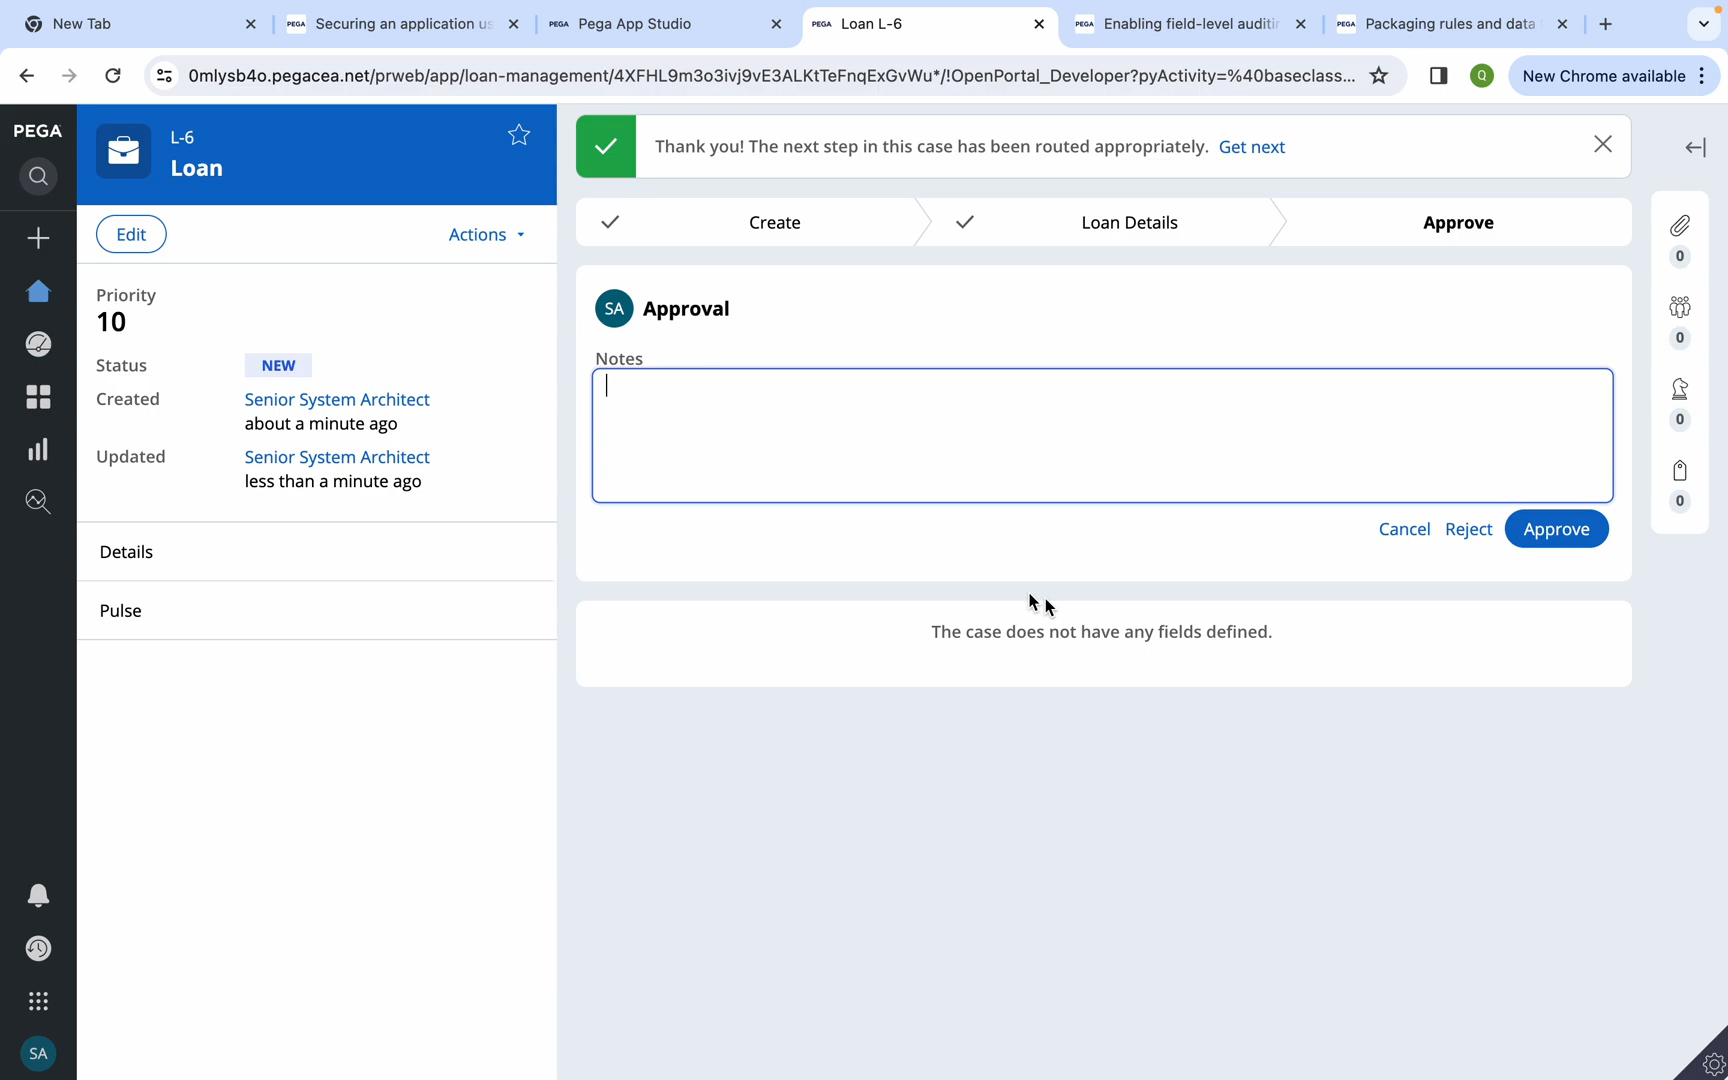 New Tab
PEGA Securing an application us
PEGA Pega App Studio
PEGA Loan L-6
PEGA Enabling field-level auditin
PEGA Packaging rules and data
0mlysb4o.pegacea.net/prweb/app/loan-management/4XFHL9m3o3ivj9vE3ALKtTeFnqExGvWu*/!OpenPortal_Developer?pyActivity=%40baseclass...
Q
New Chrome available
PEGA
L-6
Loan
Edit
Actions
Priority
10
Status NEW
Created Senior System Architect
about a minute ago
Updated Senior System Architect
less than a minute ago
Details
Pulse
SA
Thank you! The next step in this case has been routed appropriately. Get next
Create
Loan Details
Approve
SA Approval
Notes
Cancel Reject Approve
The case does not have any fields defined.
0
0
0
0